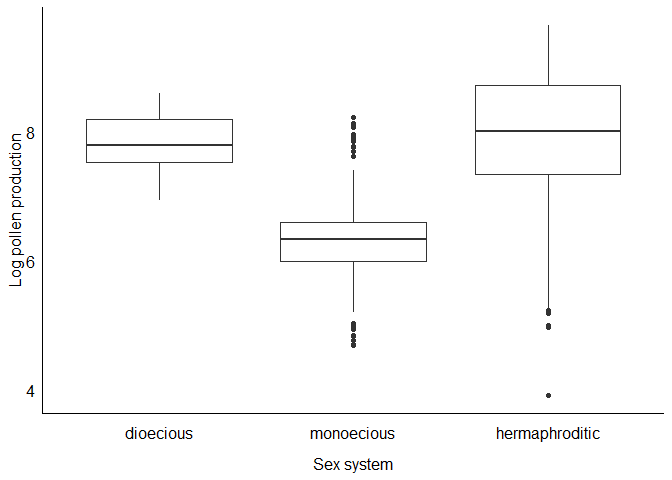 Log pollen production
8
6
4
dioecious
monoecious
hermaphroditic
Sex system